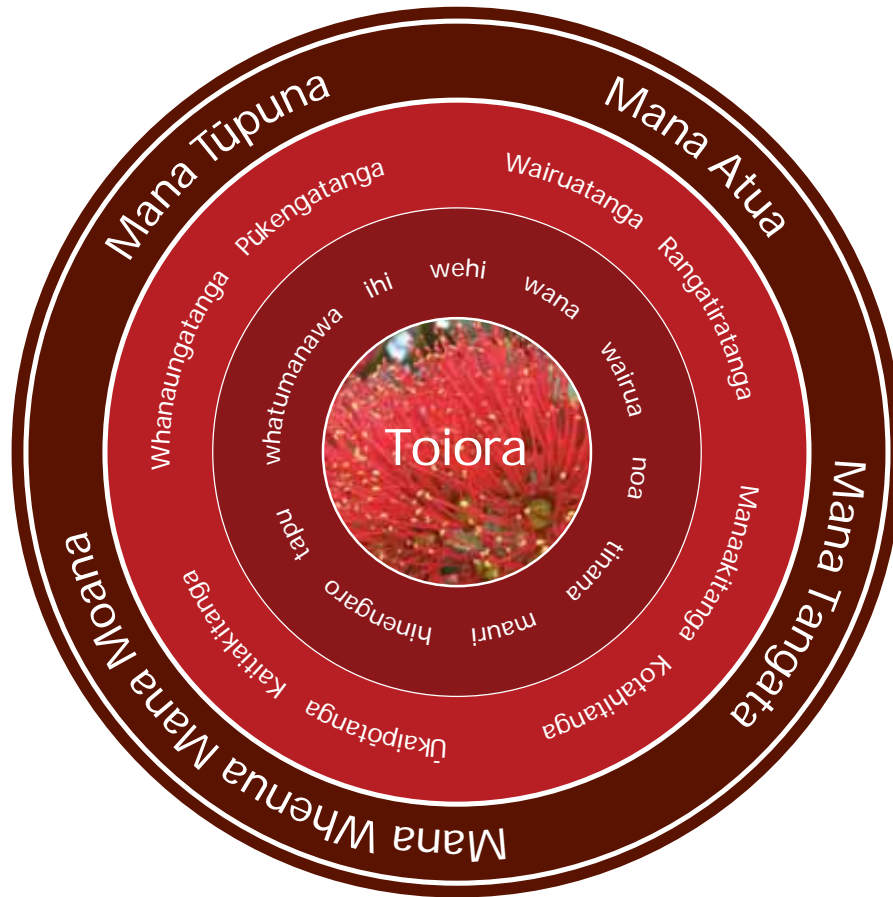 Mana Tūpuna
Mana Atua
Mana Tangata
Mana Whenua Mana Moana
Pūkengatanga
Wairuatanga
Rangatiratanga
Manaakitanga
Kotahitanga
Ūkaipōtanga
Kaitiakitanga
Whanaungatanga
ihi
wehi
wana
wairua
noa
tinana
mauri
hinengaro
tapu
whatumanawa
Toiora